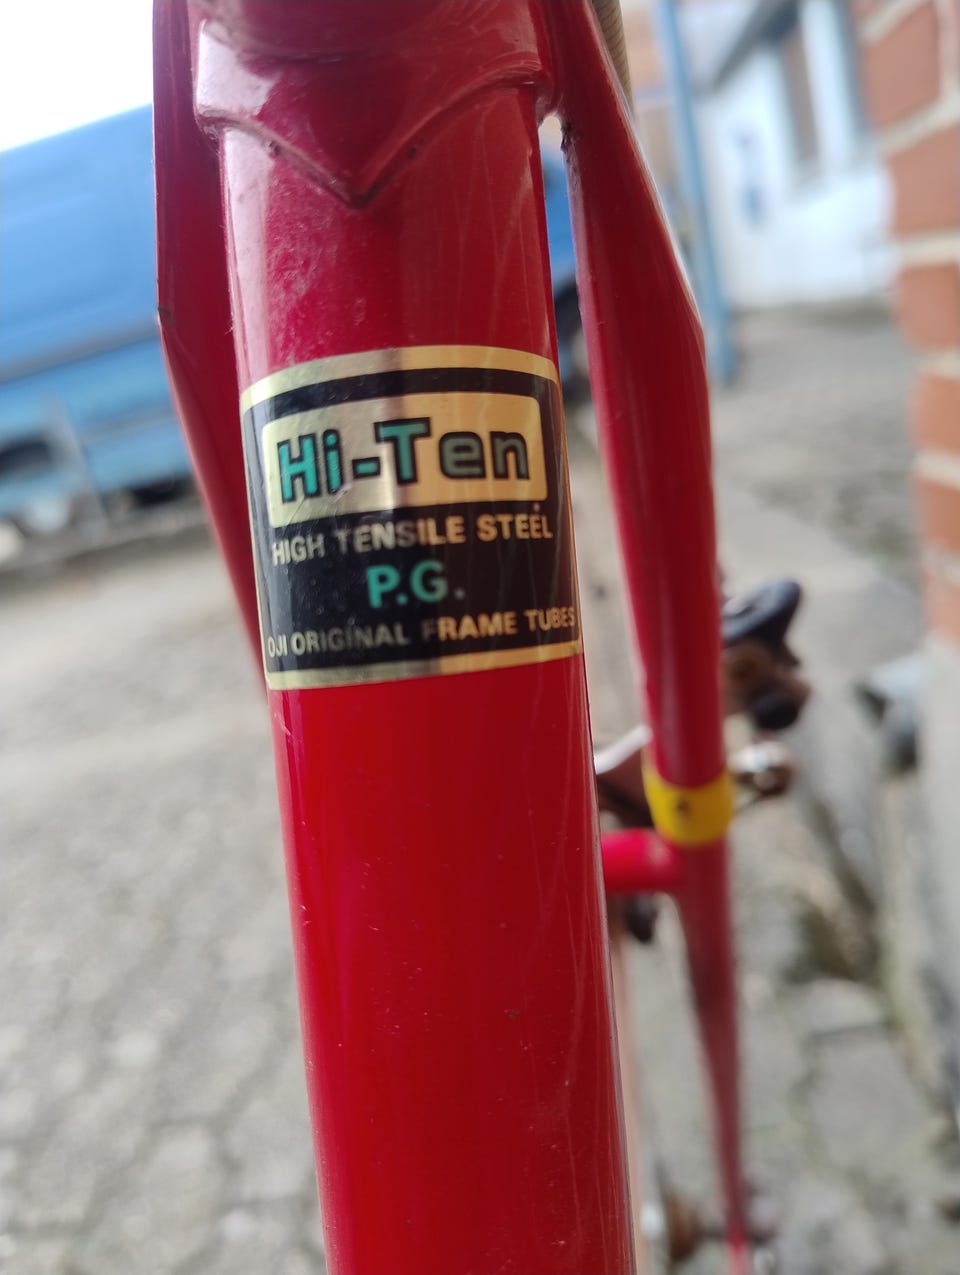 Hi-Ten
HIGH TENSILE STEEL
P.G.
OJI ORIGINAL FRAME TUBES